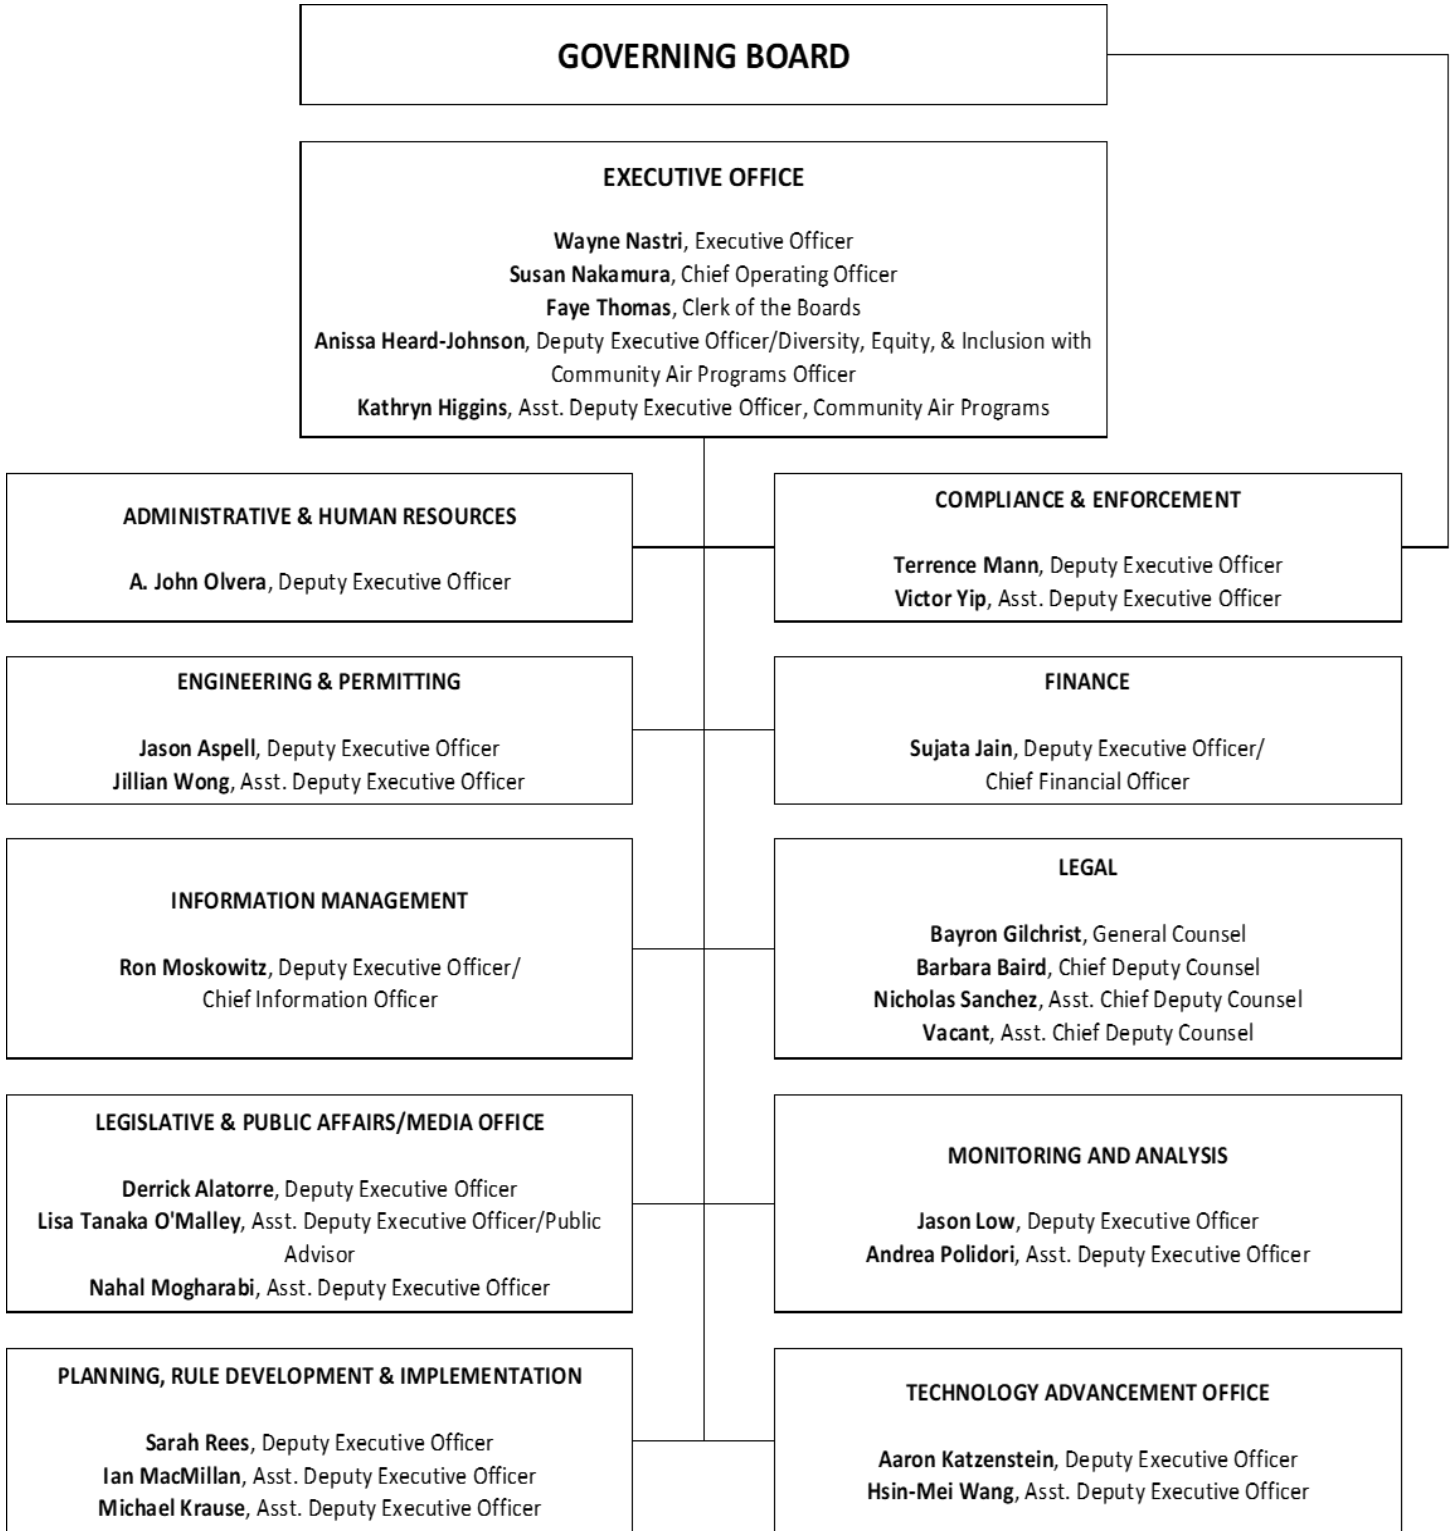 GOVERNING BOARD
EXECUTIVE OFFICE
Wayne Nastri, Executive Officer
Susan Nakamura, Chief Operating Officer
Faye Thomas, Clerk of the Boards
Anissa Heard-Johnson, Deputy Executive Officer/Diversity, Equity, & Inclusion with
Community Air Programs Officer
Kathryn Higgins, Asst. Deputy Executive Officer, Community Air Programs
ADMINISTRATIVE & HUMAN RESOURCES
A. John Olvera, Deputy Executive Officer
COMPLIANCE & ENFORCEMENT
Terrence Mann, Deputy Executive Officer
Victor Yip, Asst. Deputy Executive Officer
ENGINEERING & PERMITTING
Jason Aspell, Deputy Executive Officer
Jillian Wong, Asst. Deputy Executive Officer
FINANCE
Sujata Jain, Deputy Executive Officer/
Chief Financial Officer
INFORMATION MANAGEMENT
Ron Moskowitz, Deputy Executive Officer/
Chief Information Officer
LEGAL
Bayron Gilchrist, General Counsel
Barbara Baird, Chief Deputy Counsel
Nicholas Sanchez, Asst. Chief Deputy Counsel
Vacant, Asst. Chief Deputy Counsel
LEGISLATIVE & PUBLIC AFFAIRS/MEDIA OFFICE
Derrick Alatorre, Deputy Executive Officer
Lisa Tanaka O'Malley, Asst. Deputy Executive Officer/Public
Advisor
Nahal Mogharabi, Asst. Deputy Executive Officer
MONITORING AND ANALYSIS
Jason Low, Deputy Executive Officer
Andrea Polidori, Asst. Deputy Executive Officer
PLANNING, RULE DEVELOPMENT & IMPLEMENTATION
Sarah Rees, Deputy Executive Officer
Ian MacMillan, Asst. Deputy Executive Officer
Michael Krause, Asst. Deputy Executive Officer
TECHNOLOGY ADVANCEMENT OFFICE
Aaron Katzenstein, Deputy Executive Officer
Hsin-Mei Wang, Asst. Deputy Executive Officer